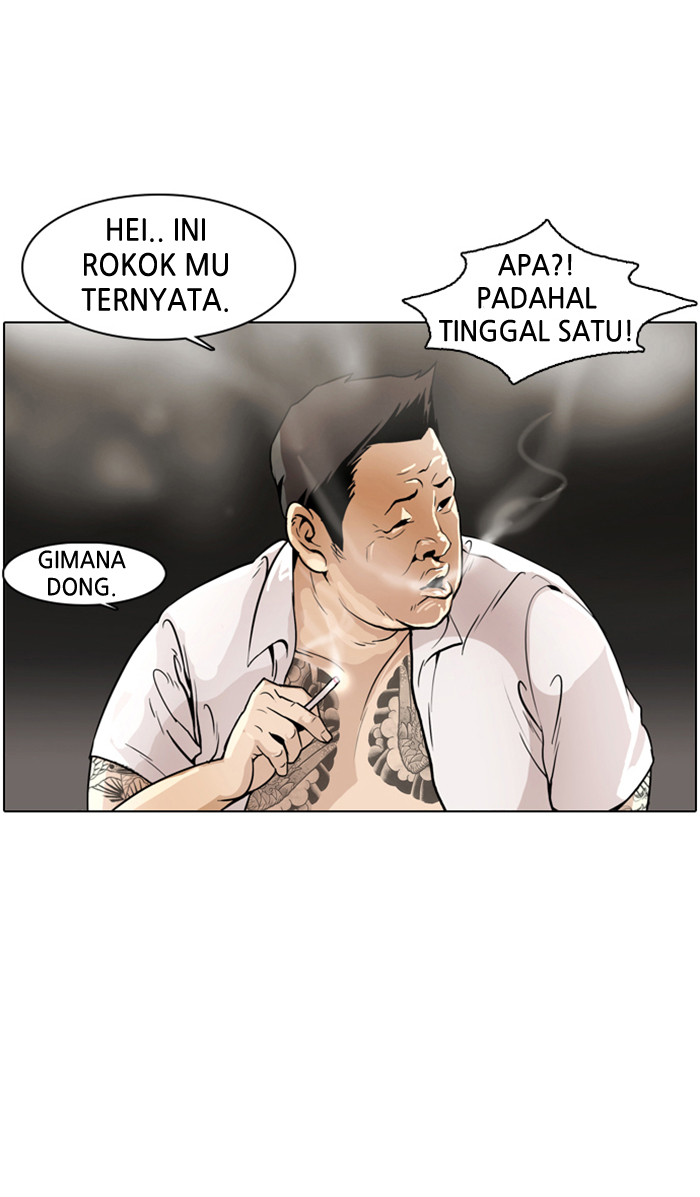 HEI.. INI
ROKOK MU
TERNYATA.
APA?!
PADAHAL
TINGGAL SATU!
GIMANA
DONG.